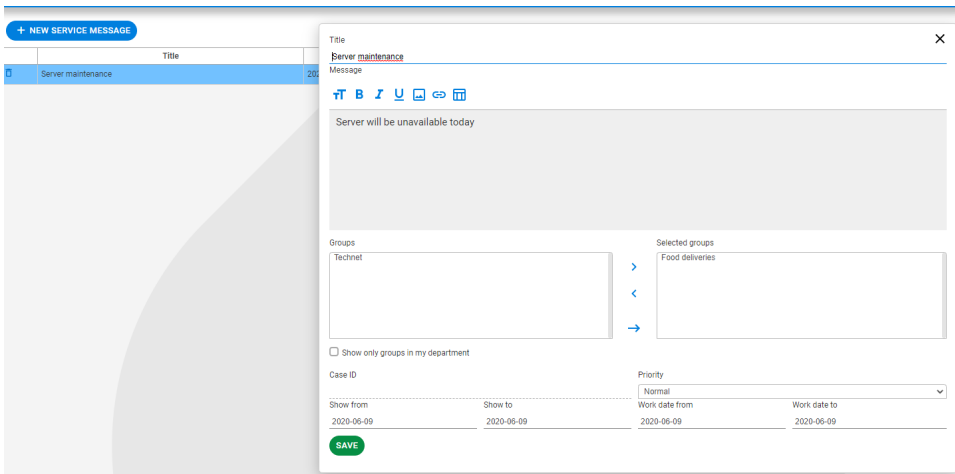 + NEW SERVICE MESSAGE
Title
Server maintenance
Title
Server maintenance
Message
B I U
Server will be unavailable today
Groups
Technet
Selected groups
Food deliveries
Show only groups in my department
Case ID
Priority
Normal
Show from
Show to
Work date from
Work date to
2020-06-09
2020-06-09
2020-06-09
2020-06-09
SAVE